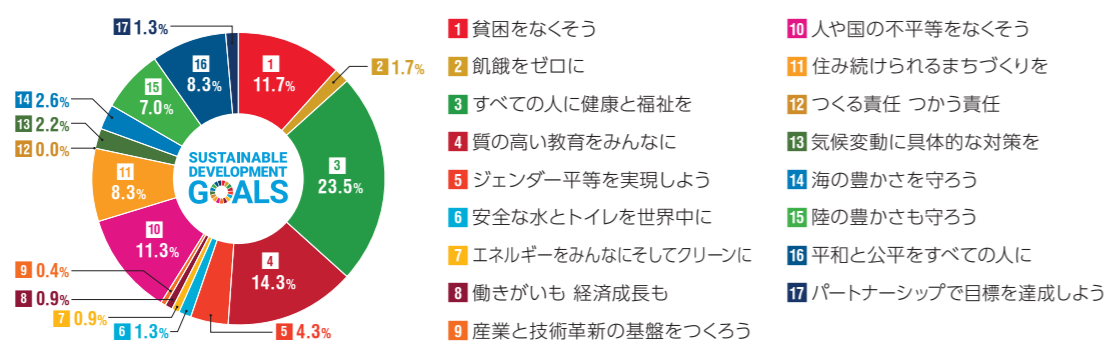 17 1.3%
16
8.3%
1
11.7%
2 1.7%
15
7.0%
14 2.6%
13 2.2%
12 0.0%
11
8.3%
3
23.5%
SUSTAINABLE
DEVELOPMENT
GOALS
10
11.3%
4
14.3%
9 0.4%
8 0.9%
7 0.9%
6 1.3%
5 4.3%
1 貧困をなくそう
2 飢餓をゼロに
3 すべての人に健康と福祉を
4 質の高い教育をみんなに
5 ジェンダー平等を実現しよう
6 安全な水とトイレを世界中に
7 エネルギーをみんなにそしてクリーンに
8 働きがいも 経済成長も
9 産業と技術革新の基盤をつくろう
10 人や国の不平等をなくそう
11 住み続けられるまちづくりを
12 つくる責任 つかう責任
13 気候変動に具体的な対策を
14 海の豊かさを守ろう
15 陸の豊かさも守ろう
16 平和と公平をすべての人に
17 パートナーシップで目標を達成しよう